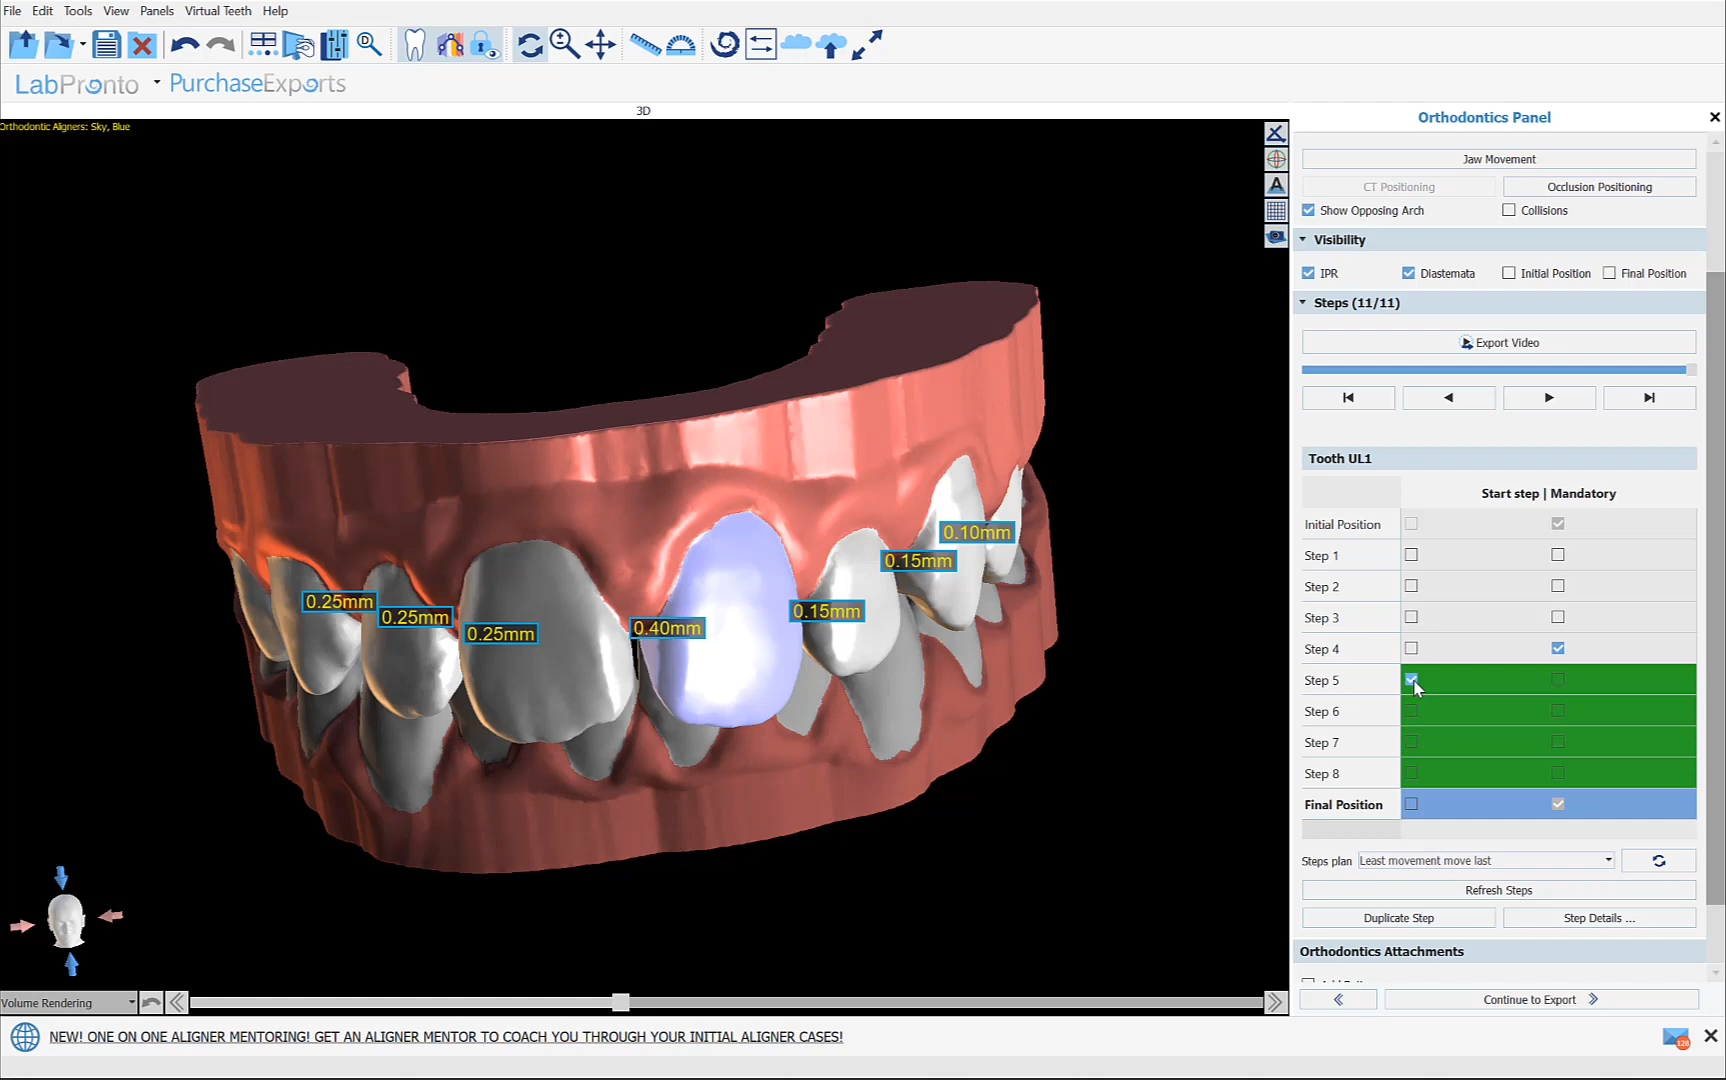 File Edit Tools View Panels Virtual Teeth Help
D
LabPronto PurchaseExports
3D
Orthodontic Aligners: Sky, Blue
A
0.10mm
0.15mm
0.25mm
0.15mm
0.25mm
0.40mm
0.25mm
Volume Rendering
Orthodontics Panel
Jaw Movement
CT Positioning Occlusion Positioning
Show Opposing Arch Collisions
Visibility
IPR Diastemata Initial Position Final Position
Steps (11/11)
Export Video
Tooth UL1
Start step | Mandatory
Initial Position
Step 1
Step 2
Step 3
Step 4
Step 5
Step 6
Step 7
Step 8
Final Position
Steps plan Least movement move last
Refresh Steps
Duplicate Step Step Details ...
Orthodontics Attachments
Continue to Export
NEW! ONE ON ONE ALIGNER MENTORING! GET AN ALIGNER MENTOR TO COACH YOU THROUGH YOUR INITIAL ALIGNER CASES!
128